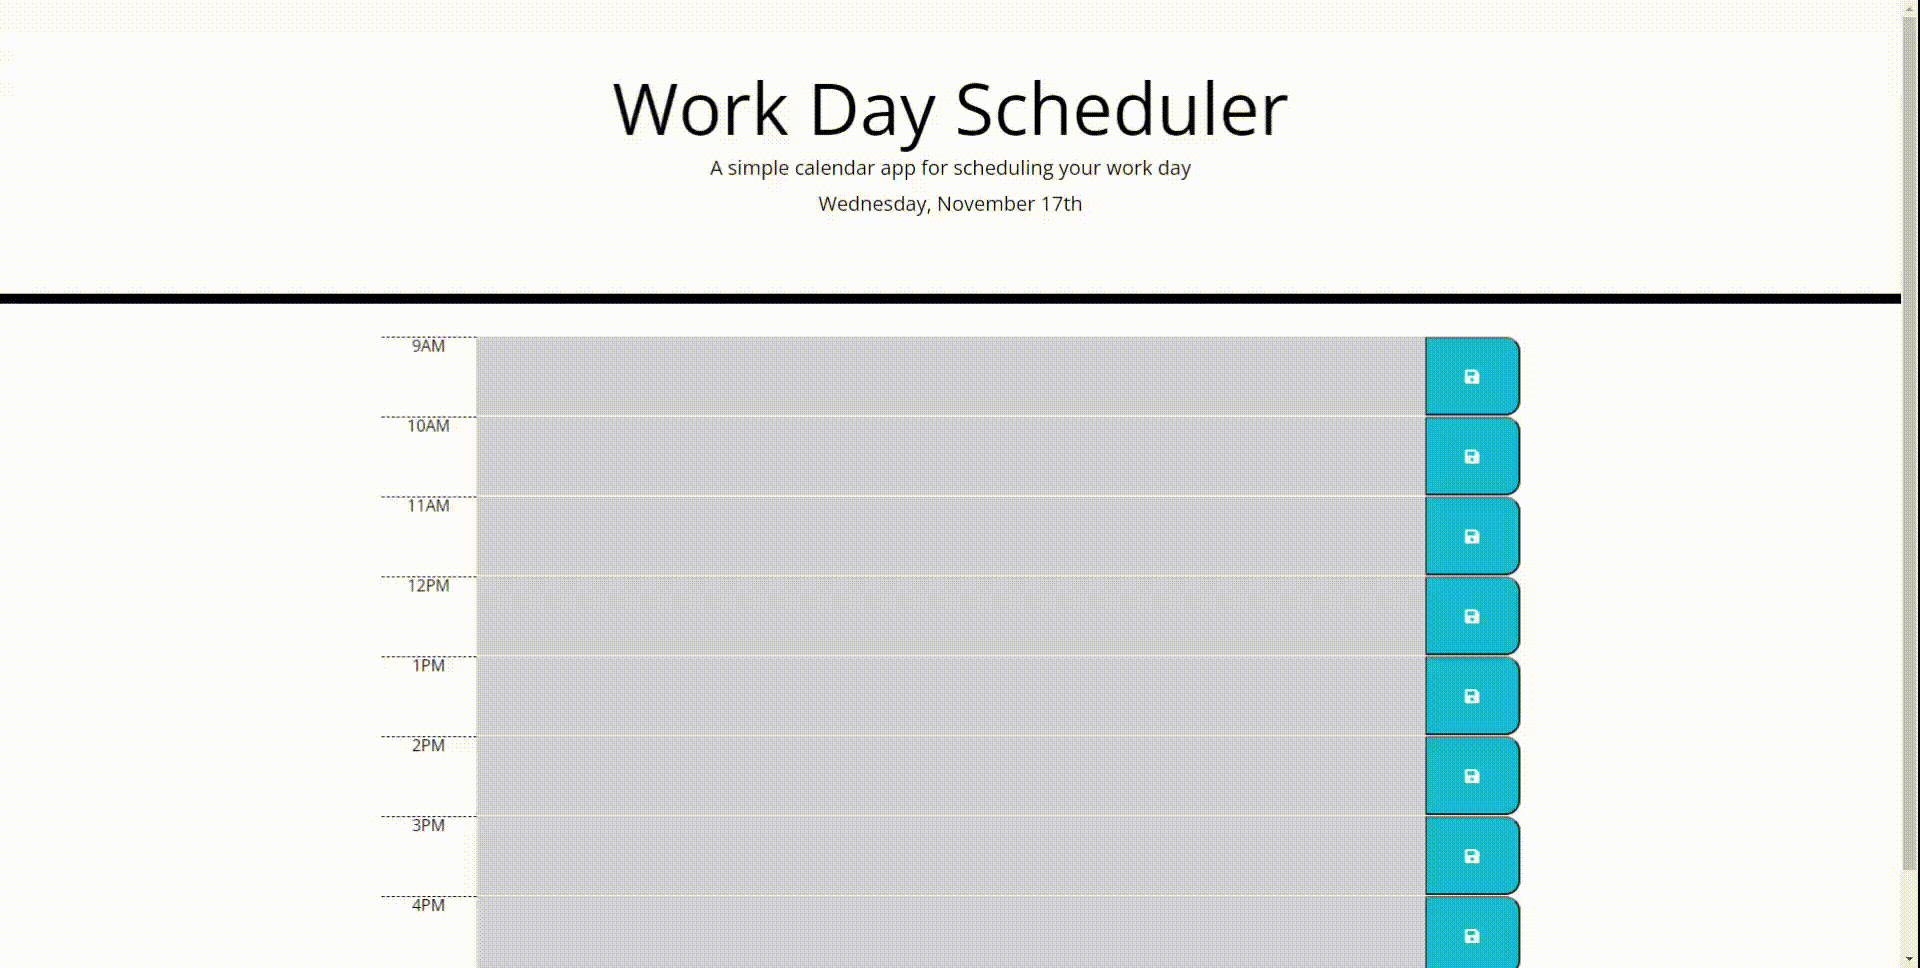 Work Day Scheduler
A simple calendar app for scheduling your work day
Wednesday, November 17th
9AM
10AM
11AM
12PM
1PM
2PM
3PM
4PM